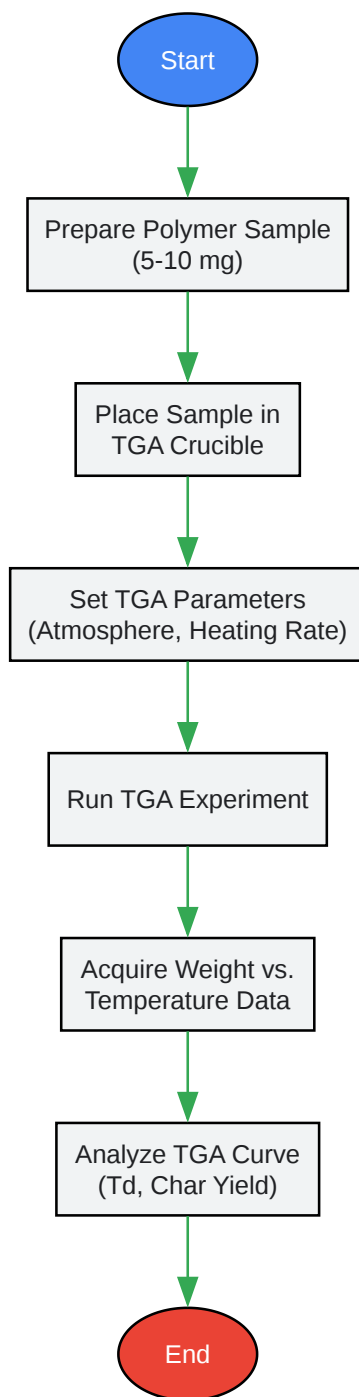 Start
Prepare Polymer Sample
(5-10 mg)
Place Sample in
TGA Crucible
Set TGA Parameters
(Atmosphere, Heating Rate)
Run TGA Experiment
Acquire Weight vs.
Temperature Data
Analyze TGA Curve
(Td, Char Yield)
End